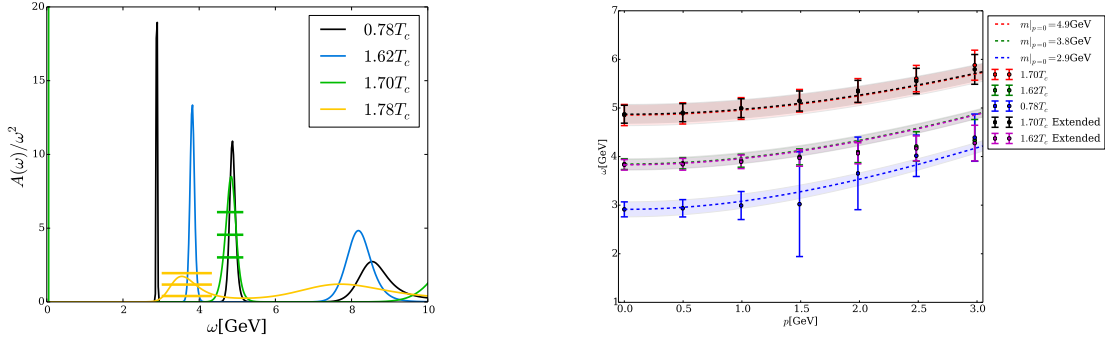 20
15
10
5
0
A(ω)/ω²
0 2 4 6 8 10
ω[GeV]
0.78T_c
1.62T_c
1.70T_c
1.78T_c
7
6
5
4
3
2
1
ω[GeV]
0.0 0.5 1.0 1.5 2.0 2.5 3.0
p[GeV]
m|_{p=0}=4.9GeV
m|_{p=0}=3.8GeV
m|_{p=0}=2.9GeV
1.70T_c
1.62T_c
0.78T_c
1.70T_c Extended
1.62T_c Extended